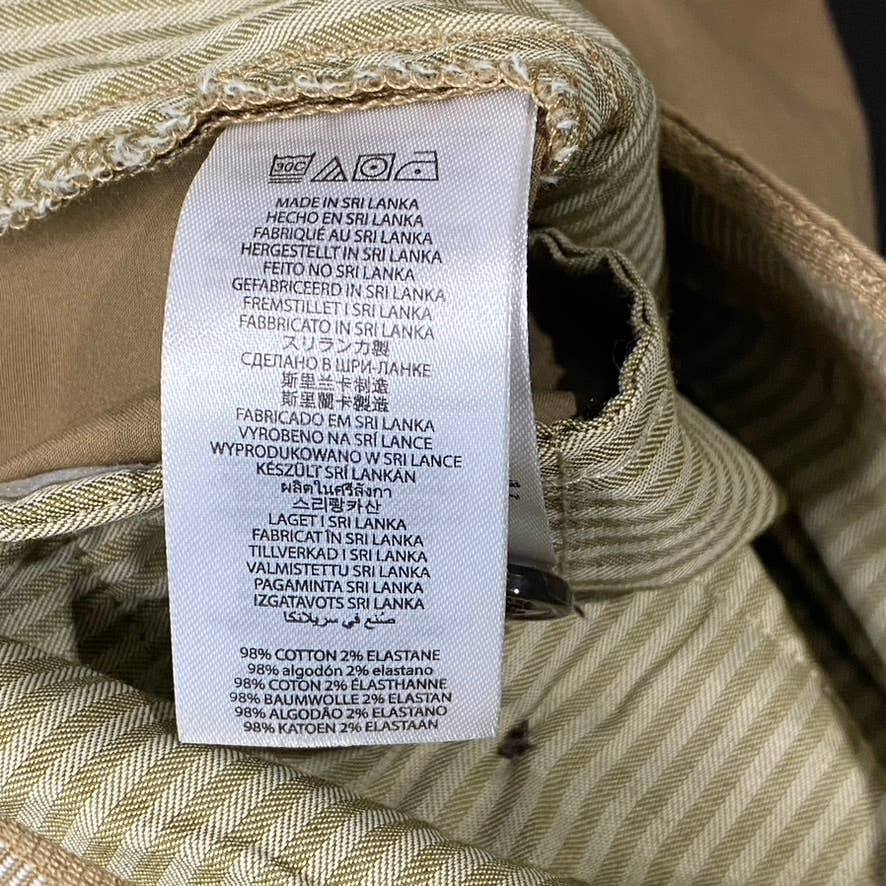 90C
MADE IN SRI LANKA
HECHO EN SRI LANKA
FABRIQUÉ AU SRI LANKA
HERGESTELLT IN SRI LANKA
FEITO NO SRI LANKA
GEFABRICEERD IN SRI LANKA
FREMSTILLET I SRI LANKA
FABBRICATO IN SRI LANKA
スリランカ製
СДЕЛАНО В ШРИ-ЛАНКЕ
斯里兰卡制造
斯里蘭卡製造
FABRICADO EM SRI LANKA
VYROBENO NA SRÍ LANCE
WYPRODUKOWANO W SRI LANCE
KÉSZÜLT SRÍ LANKÁN
ผลิตในศรีลังกา
스리랑카산
LAGET I SRI LANKA
FABRICAT ÎN SRI LANKA
TILLVERKAD I SRI LANKA
VALMISTETTU SRI LANKA
PAGAMINTA SRI LANKA
IZGATAVOTS SRI LANKA
صُنع في سريلانكا
98% COTTON 2% ELASTANE
98% algodón 2% elastano
98% COTON 2% ÉLASTHANNE
98% BAUMWOLLE 2% ELASTAN
98% ALGODÃO 2% ELASTANO
98% KATOEN 2% ELASTAAN